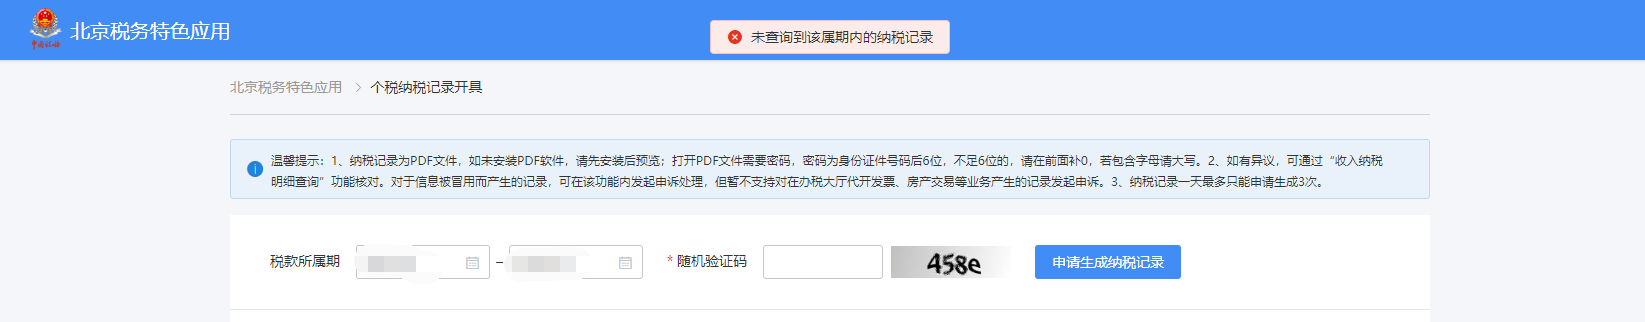 中国税务
北京税务特色应用
未查询到该属期内的纳税记录
北京税务特色应用 > 个税纳税记录开具
温馨提示：1、纳税记录为PDF文件，如未安装PDF软件，请先安装后预览；打开PDF文件需要密码，密码为身份证件号码后6位，不足6位的，请在前面补0，若包含字母请大写。2、如有异议，可通过“收入纳税
明细查询”功能核对。对于信息被冒用而产生的记录，可在该功能内发起申诉处理，但暂不支持对在办税大厅代开发票、房产交易等业务产生的记录发起申诉。3、纳税记录一天最多只能申请生成3次。
税款所属期 – * 随机验证码 458e 申请生成纳税记录